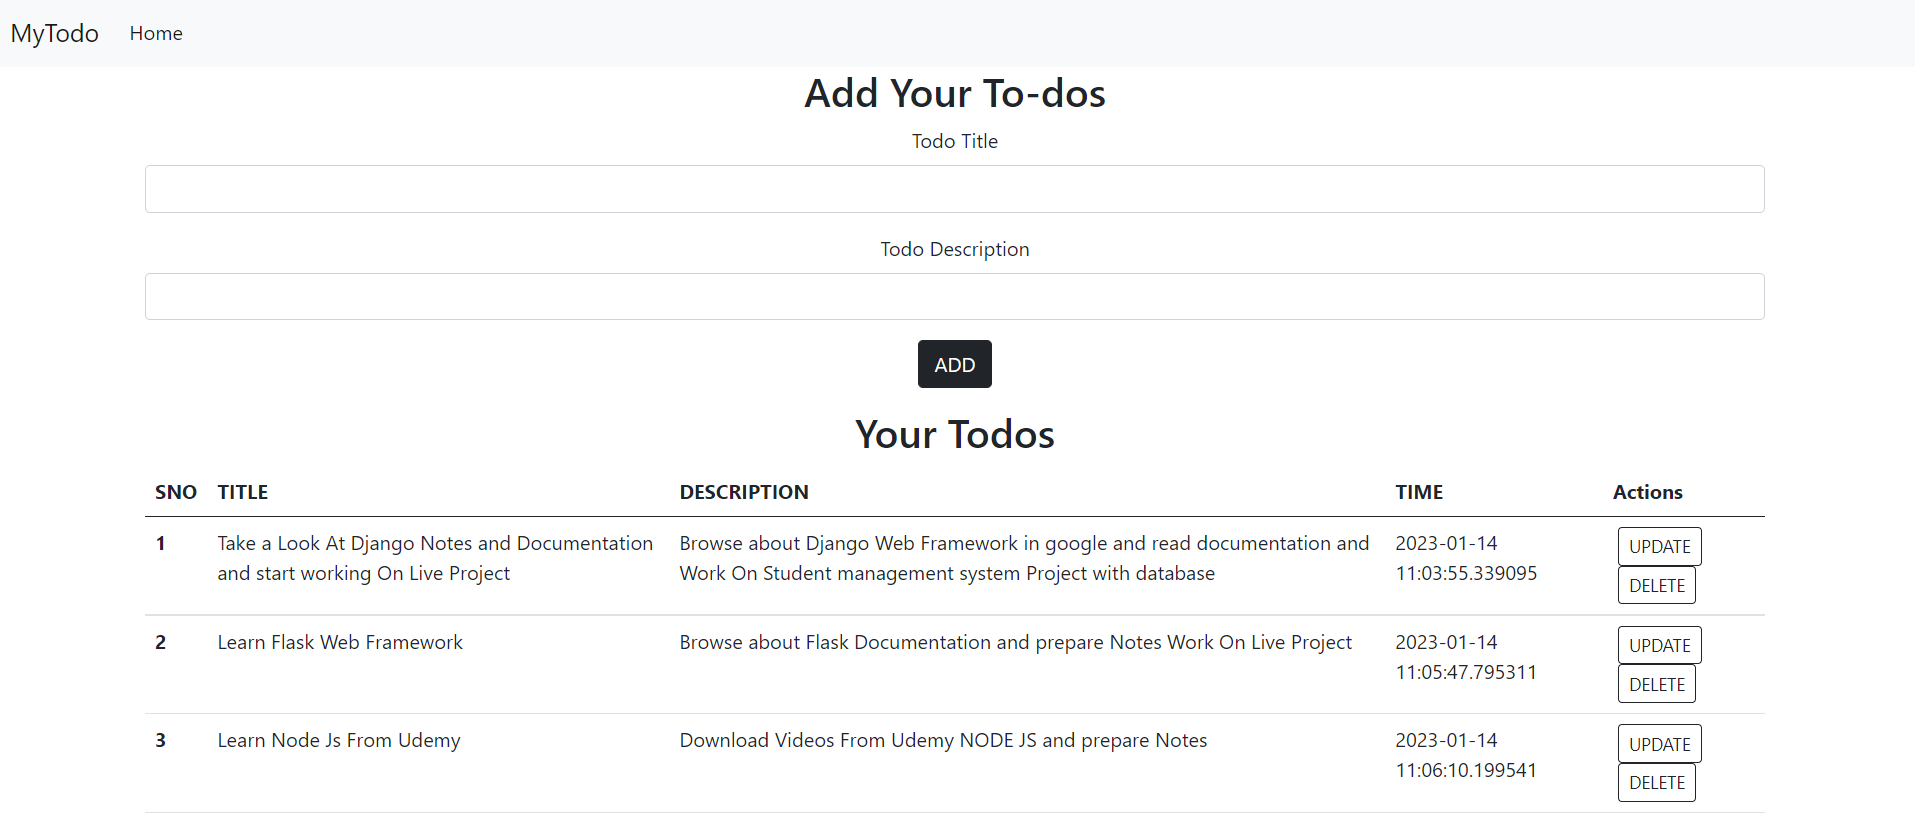 MyTodo Home
Add Your To-dos
Todo Title
Todo Description
ADD
Your Todos
SNO TITLE DESCRIPTION TIME Actions
1 Take a Look At Django Notes and Documentation Browse about Django Web Framework in google and read documentation and 2023-01-14 UPDATE
and start working On Live Project Work On Student management system Project with database 11:03:55.339095 DELETE
2 Learn Flask Web Framework Browse about Flask Documentation and prepare Notes Work On Live Project 2023-01-14 UPDATE
11:05:47.795311 DELETE
3 Learn Node Js From Udemy Download Videos From Udemy NODE JS and prepare Notes 2023-01-14 UPDATE
11:06:10.199541 DELETE